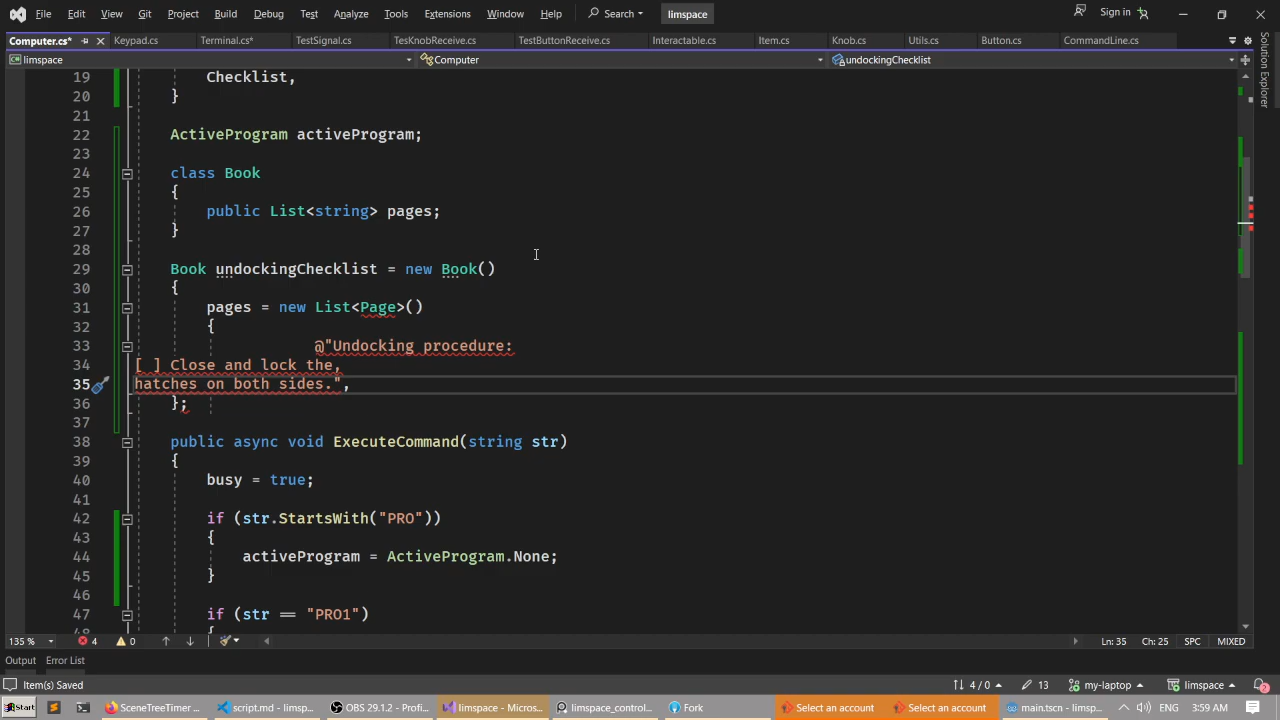 File Edit View Git Project Build Debug Test Analyze Tools Extensions Window Help Search limspace Sign in
Computer.cs* Keypad.cs Terminal.cs* TestSignal.cs TesKnobReceive.cs TestButtonReceive.cs Interactable.cs Item.cs Knob.cs Utils.cs Button.cs CommandLine.cs
limspace Computer undockingChecklist
Solution Explorer
19 Checklist,
20 }
21
22 ActiveProgram activeProgram;
23
24 class Book
25 {
26 public List<string> pages;
27 }
28
29 Book undockingChecklist = new Book()
30 {
31 pages = new List<Page>()
32 {
33 @"Undocking procedure:
34 [ ] Close and lock the,
35 hatches on both sides.",
36 };
37
38 public async void ExecuteCommand(string str)
39 {
40 busy = true;
41
42 if (str.StartsWith("PRO"))
43 {
44 activeProgram = ActiveProgram.None;
45 }
46
47 if (str == "PRO1")
48 {
135 % 4 0 Ln: 35 Ch: 25 SPC MIXED
Output Error List
Item(s) Saved 4 / 0 13 my-laptop limspace 2
Start SceneTreeTimer ... script.md - limsp... OBS 29.1.2 - Profi... limspace - Micros... limspace_control... Fork Select an account ... Select an account ... main.tscn - limsp... ENG 3:59 AM